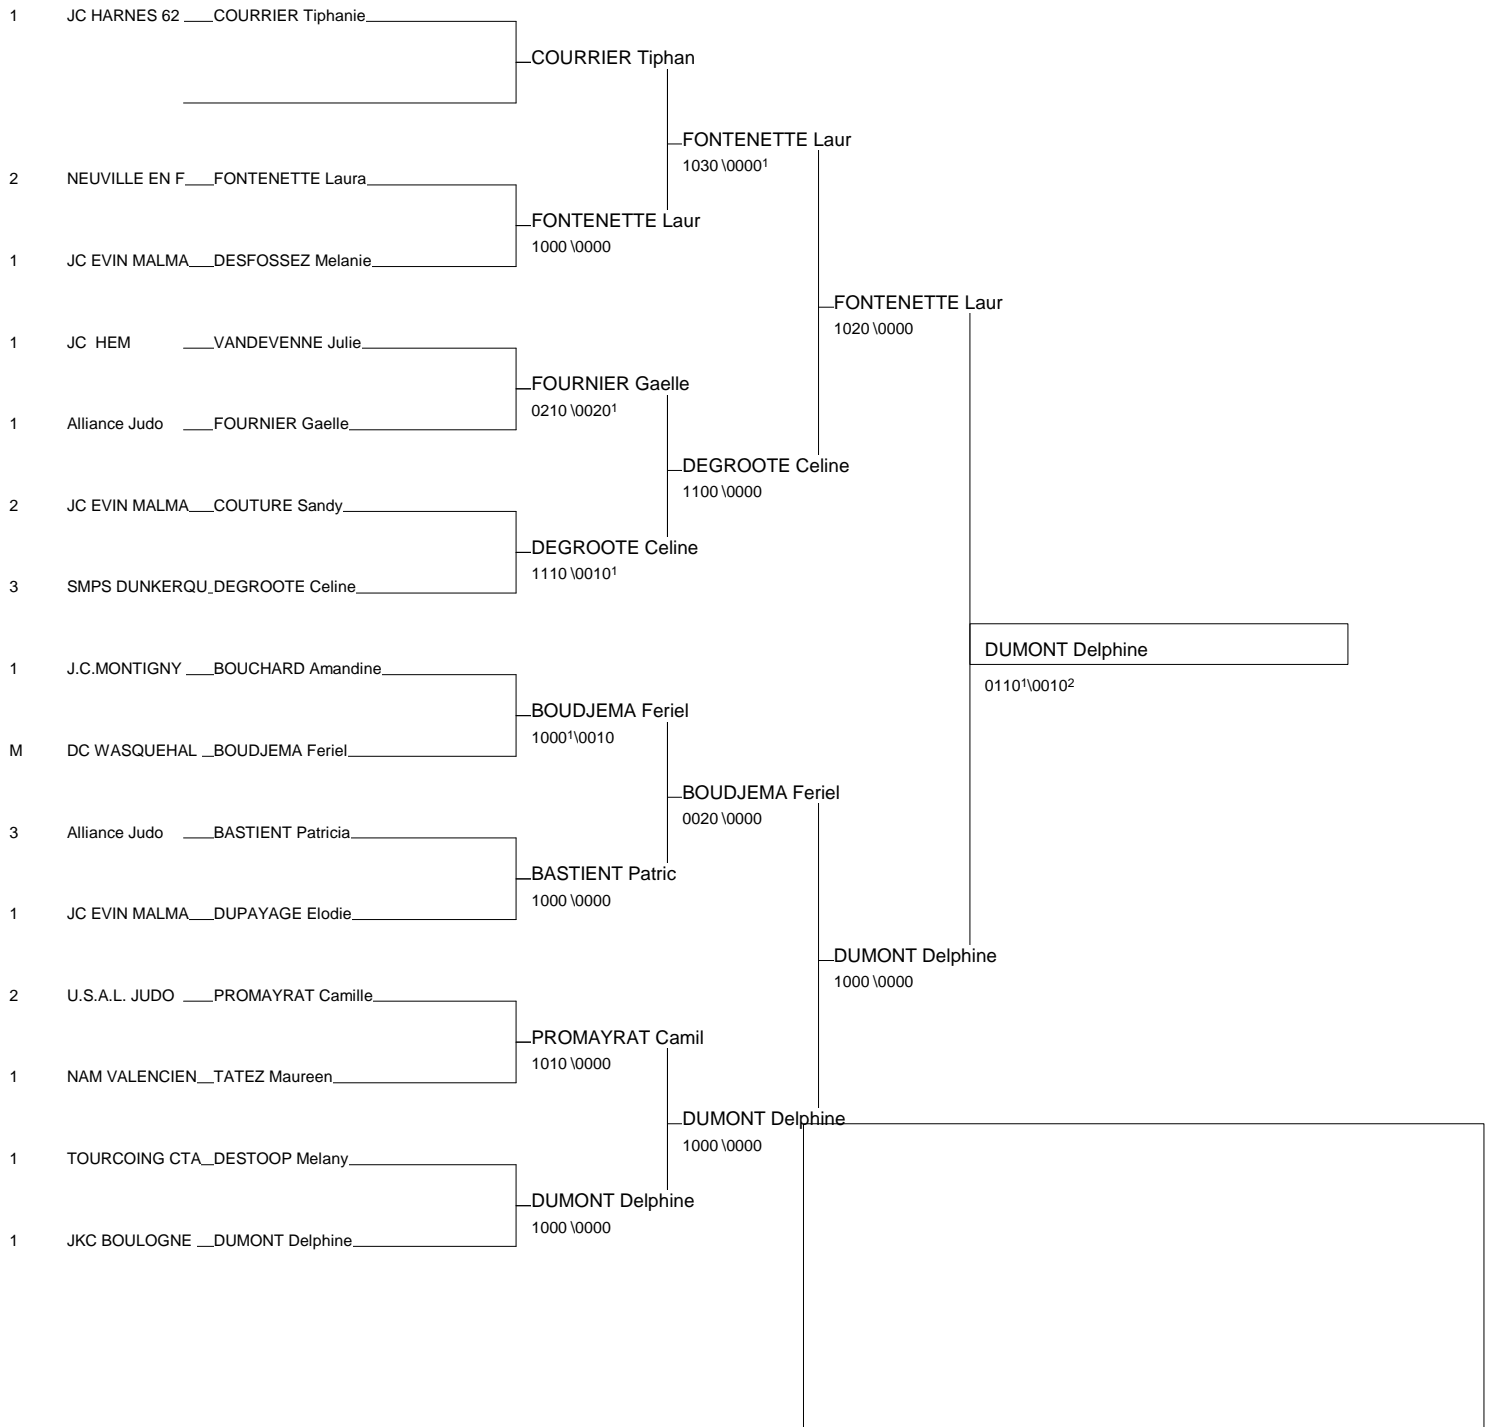 1 JC HARNES 62 COURRIER Tiphanie
COURRIER Tiphan
FONTENETTE Laur
1030 \0000¹
2 NEUVILLE EN F FONTENETTE Laura
FONTENETTE Laur
1000 \0000
1 JC EVIN MALMA DESFOSSEZ Melanie
FONTENETTE Laur
1020 \0000
1 JC HEM VANDEVENNE Julie
FOURNIER Gaelle
0210 \0020¹
1 Alliance Judo FOURNIER Gaelle
DEGROOTE Celine
1100 \0000
2 JC EVIN MALMA COUTURE Sandy
DEGROOTE Celine
1110 \0010¹
3 SMPS DUNKERQU DEGROOTE Celine
DUMONT Delphine
0110¹\0010²
1 J.C.MONTIGNY BOUCHARD Amandine
BOUDJEMA Feriel
1000¹\0010
M DC WASQUEHAL BOUDJEMA Feriel
BOUDJEMA Feriel
0020 \0000
3 Alliance Judo BASTIENT Patricia
BASTIENT Patric
1000 \0000
1 JC EVIN MALMA DUPAYAGE Elodie
DUMONT Delphine
1000 \0000
2 U.S.A.L. JUDO PROMAYRAT Camille
PROMAYRAT Camil
1010 \0000
1 NAM VALENCIEN TATEZ Maureen
DUMONT Delphine
1000 \0000
1 TOURCOING CTA DESTOOP Melany
DUMONT Delphine
1000 \0000
1 JKC BOULOGNE DUMONT Delphine